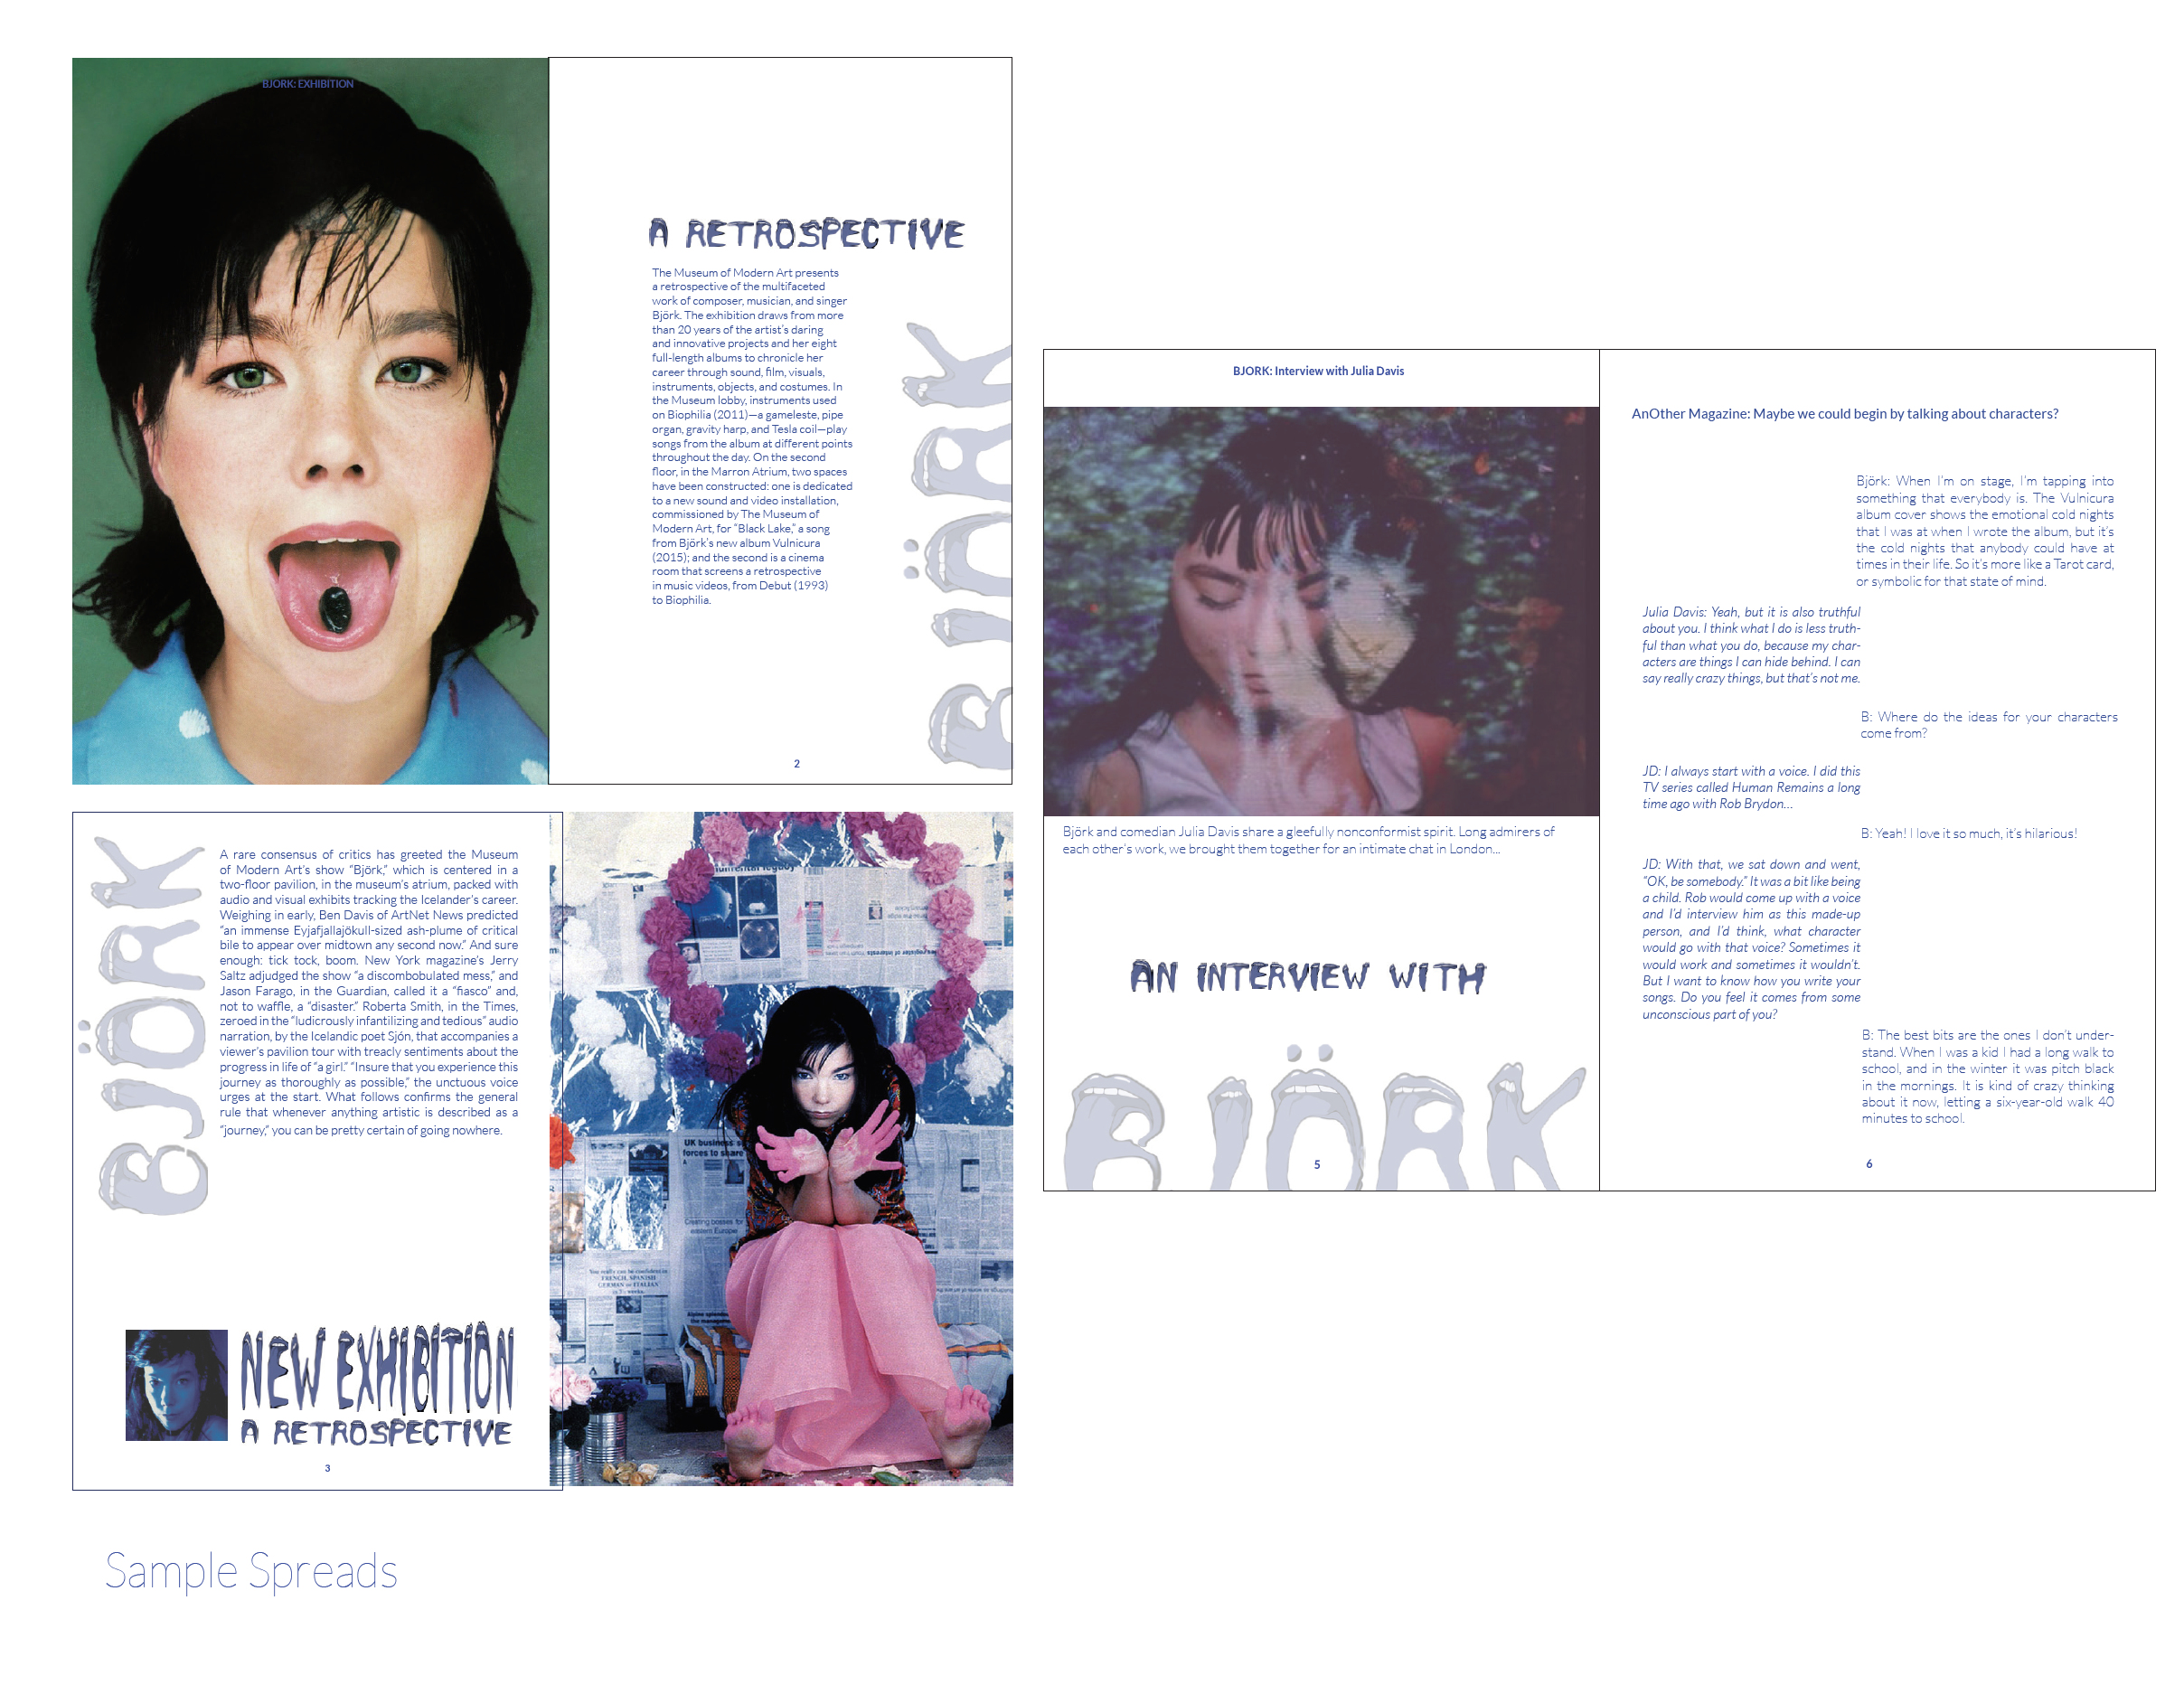 BJORK: EXHIBITION
A RETROSPECTIVE
The Museum of Modern Art presents
a retrospective of the multifaceted
work of composer, musician, and singer
Björk. The exhibition draws from more
than 20 years of the artist's daring
and innovative projects and her eight
full-length albums to chronicle her
career through sound, film, visuals,
instruments, objects, and costumes. In
the Museum lobby, instruments used
on Biophilia (2011)—a gameleste, pipe
organ, gravity harp, and Tesla coil—play
songs from the album at different points
throughout the day. On the second
floor, in the Marron Atrium, two spaces
have been constructed: one is dedicated
to a new sound and video installation,
commissioned by The Museum of
Modern Art, for "Black Lake," a song
from Björk's new album Vulnicura
(2015); and the second is a cinema
room that screens a retrospective
in music videos, from Debut (1993)
to Biophilia.
BJÖRK
2
BJÖRK
A rare consensus of critics has greeted the Museum
of Modern Art's show "Björk," which is centered in a
two-floor pavilion, in the museum's atrium, packed with
audio and visual exhibits tracking the Icelander's career.
Weighing in early, Ben Davis of ArtNet News predicted
"an immense Eyjafjallajökull-sized ash-plume of critical
bile to appear over midtown any second now." And sure
enough: tick tock, boom. New York magazine's Jerry
Saltz adjudged the show "a discombobulated mess," and
Jason Farago, in the Guardian, called it a "fiasco" and,
not to waffle, a "disaster." Roberta Smith, in the Times,
zeroed in the "ludicrously infantilizing and tedious" audio
narration, by the Icelandic poet Sjón, that accompanies a
viewer's pavilion tour with treacly sentiments about the
progress in life of "a girl." "Insure that you experience this
journey as thoroughly as possible," the unctuous voice
urges at the start. What follows confirms the general
rule that whenever anything artistic is described as a
"journey," you can be pretty certain of going nowhere.
NEW EXHIBITION
A RETROSPECTIVE
3
UK business
forces to share
Creating bosses for
eastern Europe
You really can be confident in
FRENCH, SPANISH
GERMAN or ITALIAN
in 3½ weeks.
BJORK: Interview with Julia Davis
Björk and comedian Julia Davis share a gleefully nonconformist spirit. Long admirers of
each other's work, we brought them together for an intimate chat in London...
AN INTERVIEW WITH
BJÖRK
5
AnOther Magazine: Maybe we could begin by talking about characters?
Björk: When I'm on stage, I'm tapping into
something that everybody is. The Vulnicura
album cover shows the emotional cold nights
that I was at when I wrote the album, but it's
the cold nights that anybody could have at
times in their life. So it's more like a Tarot card,
or symbolic for that state of mind.
Julia Davis: Yeah, but it is also truthful
about you. I think what I do is less truth-
ful than what you do, because my char-
acters are things I can hide behind. I can
say really crazy things, but that's not me.
B: Where do the ideas for your characters
come from?
JD: I always start with a voice. I did this
TV series called Human Remains a long
time ago with Rob Brydon...
B: Yeah! I love it so much, it's hilarious!
JD: With that, we sat down and went,
"OK, be somebody." It was a bit like being
a child. Rob would come up with a voice
and I'd interview him as this made-up
person, and I'd think, what character
would go with that voice? Sometimes it
would work and sometimes it wouldn't.
But I want to know how you write your
songs. Do you feel it comes from some
unconscious part of you?
B: The best bits are the ones I don't under-
stand. When I was a kid I had a long walk to
school, and in the winter it was pitch black
in the mornings. It is kind of crazy thinking
about it now, letting a six-year-old walk 40
minutes to school.
6
Sample Spreads